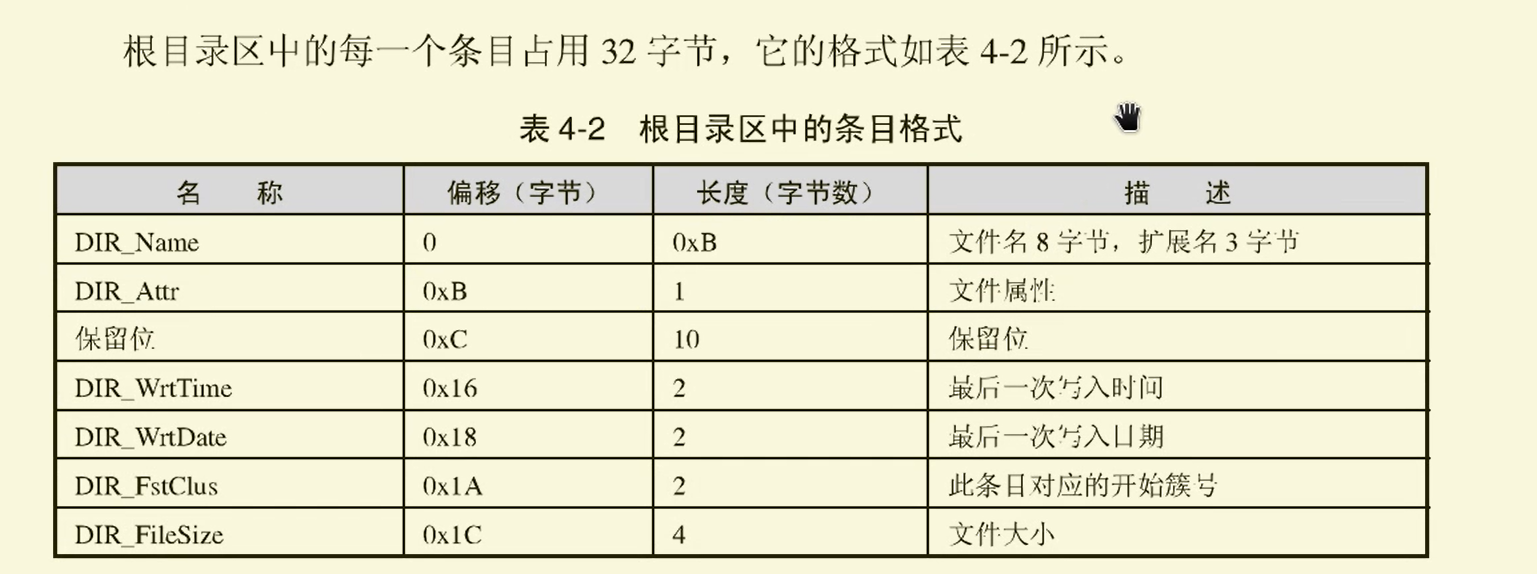 根目录区中的每一个条目占用 32 字节，它的格式如表 4-2 所示。
表 4-2 根目录区中的条目格式
名 称 偏移（字节） 长度（字节数） 描 述
DIR_Name 0 0xB 文件名 8 字节，扩展名 3 字节
DIR_Attr 0xB 1 文件属性
保留位 0xC 10 保留位
DIR_WrtTime 0x16 2 最后一次写入时间
DIR_WrtDate 0x18 2 最后一次写入日期
DIR_FstClus 0x1A 2 此条目对应的开始簇号
DIR_FileSize 0x1C 4 文件大小